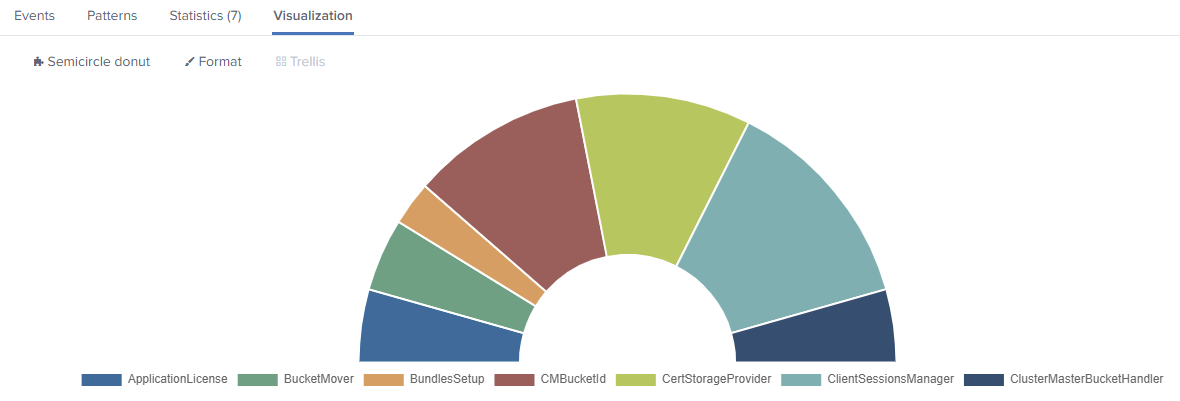 Events Patterns Statistics (7) Visualization
Semicircle donut Format Trellis
ApplicationLicense BucketMover BundlesSetup CMBucketId CertStorageProvider ClientSessionsManager ClusterMasterBucketHandler